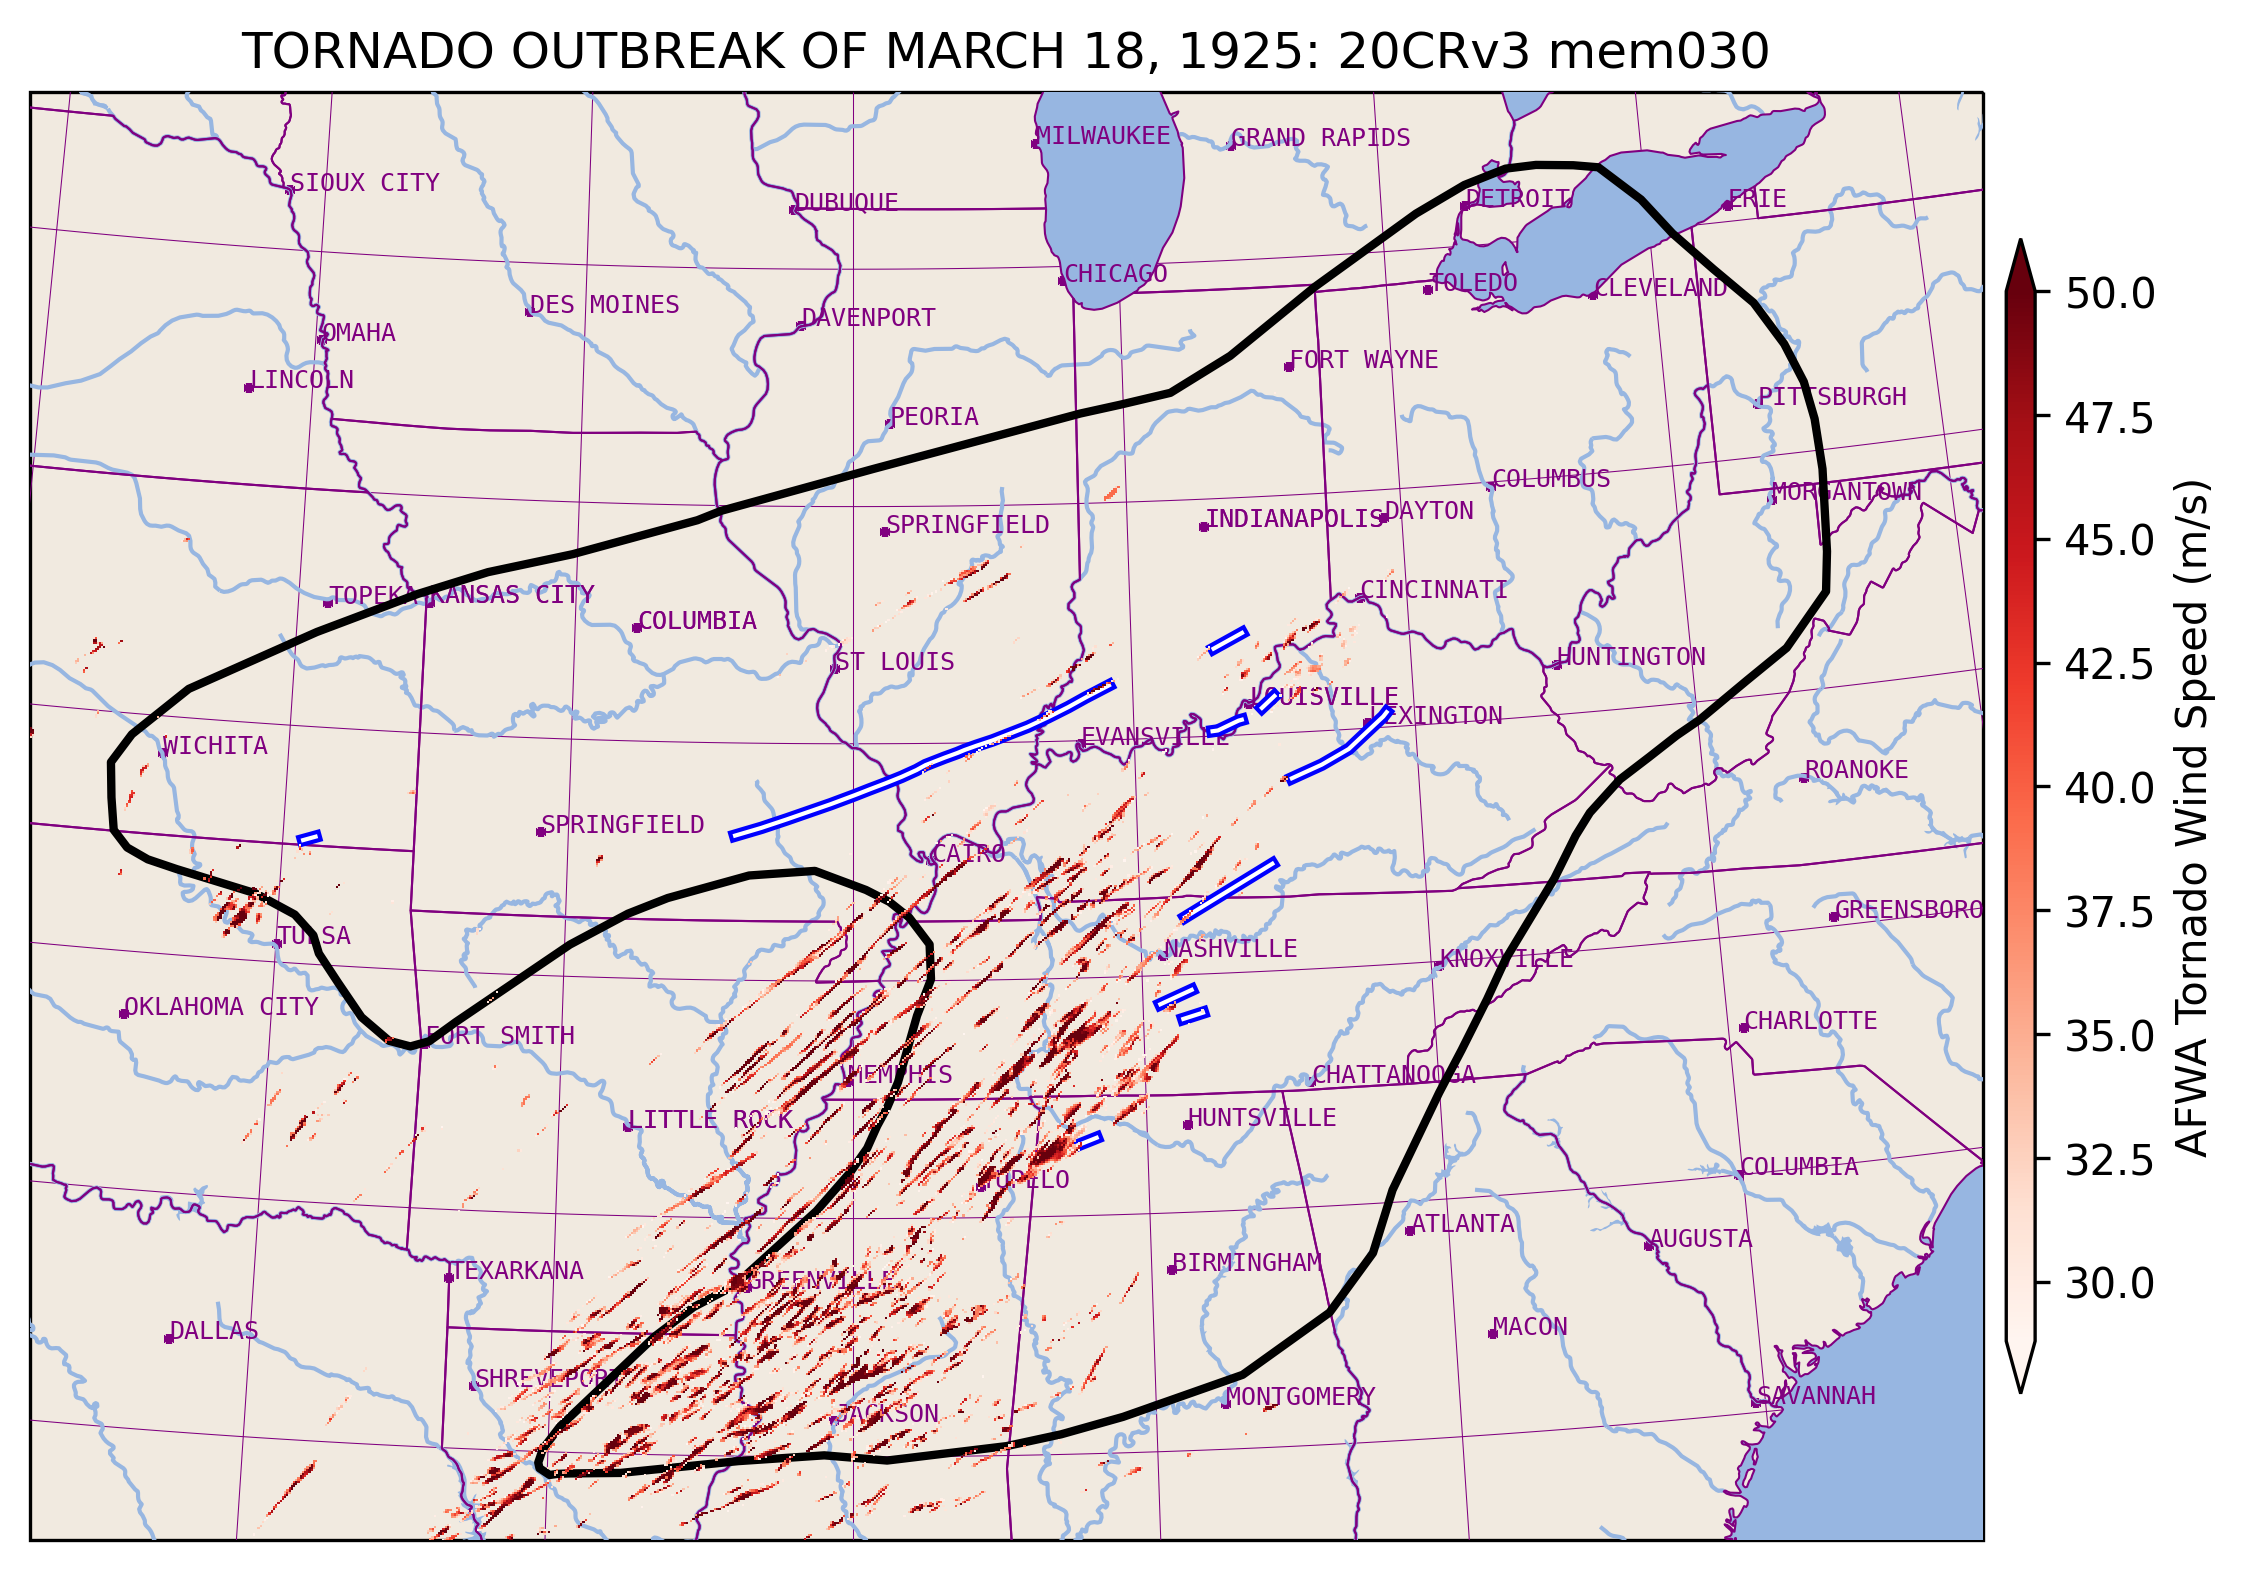 TORNADO OUTBREAK OF MARCH 18, 1925: 20CRv3 mem030
MILWAUKEE
GRAND RAPIDS
SIOUX CITY
DUBUQUE
DETROIT
ERIE
CHICAGO
TOLEDO
CLEVELAND
DES MOINES
DAVENPORT
OMAHA
FORT WAYNE
LINCOLN
PITTSBURGH
PEORIA
COLUMBUS
MORGANTOWN
SPRINGFIELD
INDIANAPOLIS
DAYTON
TOPEKA
KANSAS CITY
CINCINNATI
COLUMBIA
ST LOUIS
HUNTINGTON
LOUISVILLE
LEXINGTON
WICHITA
EVANSVILLE
ROANOKE
SPRINGFIELD
CAIRO
GREENSBORO
TULSA
NASHVILLE
KNOXVILLE
OKLAHOMA CITY
FORT SMITH
CHARLOTTE
MEMPHIS
CHATTANOOGA
LITTLE ROCK
HUNTSVILLE
TUPELO
COLUMBIA
ATLANTA
AUGUSTA
TEXARKANA
GREENVILLE
BIRMINGHAM
DALLAS
MACON
SHREVEPORT
JACKSON
MONTGOMERY
SAVANNAH
50.0
47.5
45.0
42.5
40.0
37.5
35.0
32.5
30.0
AFWA Tornado Wind Speed (m/s)